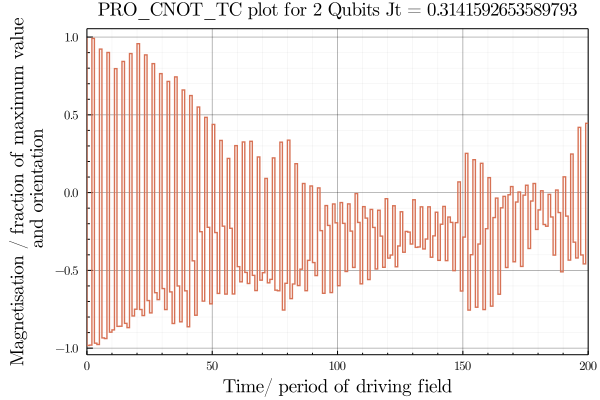 PRO_CNOT_TC plot for 2 Qubits Jt = 0.3141592653589793
Magnetisation / fraction of maximum value
and orientation
1.0
0.5
0.0
−0.5
−1.0
0 50 100 150 200
Time/ period of driving field